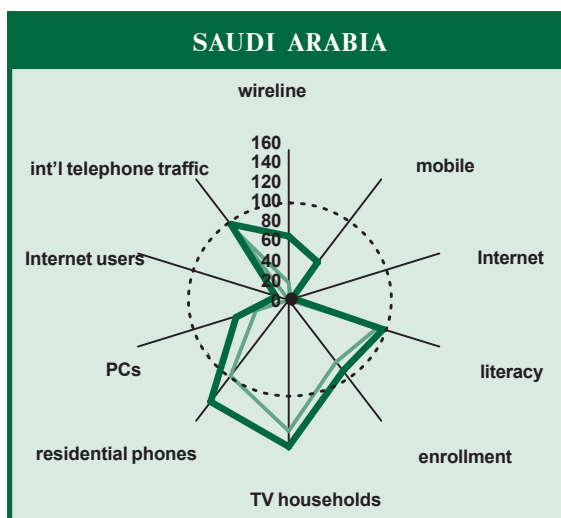 SAUDI ARABIA
wireline
160
140
120
100
80
60
40
20
0
int'l telephone traffic
mobile
Internet users
Internet
PCs
literacy
residential phones
enrollment
TV households